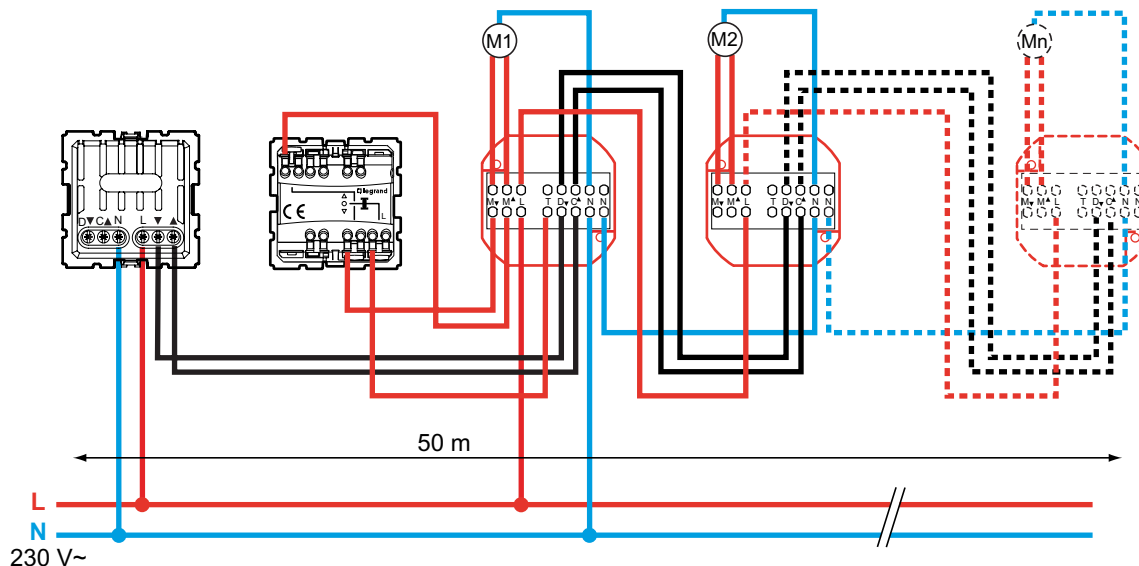 M1
M2
Mn
legrand
L
CE
D▼ C▲ N L ▼ ▲
M▼ M▲ L T D▼ C▲ N N
M▼ M▲ L T D▼ C▲ N N
M▼ M▲ L T D▼ C▲ N N
50 m
L
N
230 V~